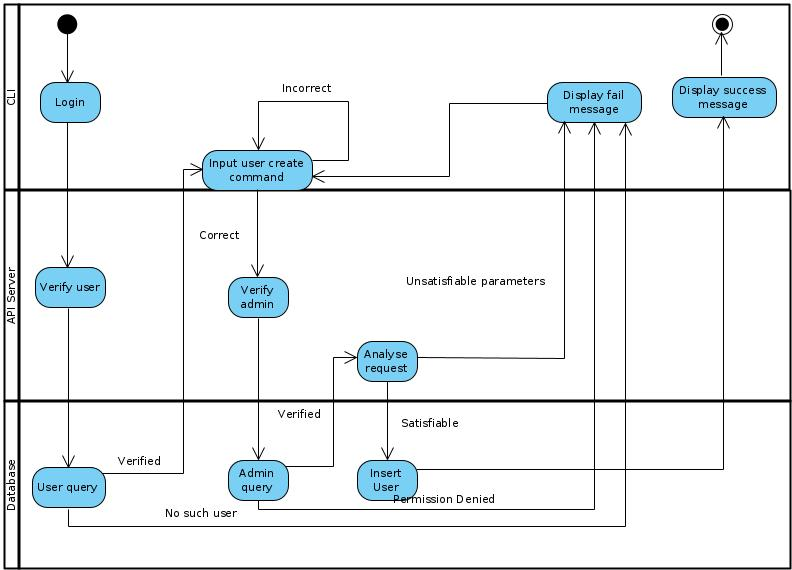 CLI
Login
Incorrect
Input user create
command
Display fail
message
Display success
message
API Server
Verify user
Correct
Verify
admin
Unsatisfiable parameters
Analyse
request
Database
Verified
User query
No such user
Verified
Admin
query
Satisfiable
Insert
User
Permission Denied